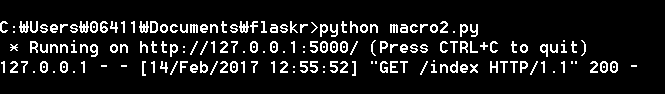 C:₩Users₩06411₩Documents₩flaskr>python macro2.py
 * Running on http://127.0.0.1:5000/ (Press CTRL+C to quit)
127.0.0.1 - - [14/Feb/2017 12:55:52] "GET /index HTTP/1.1" 200 -